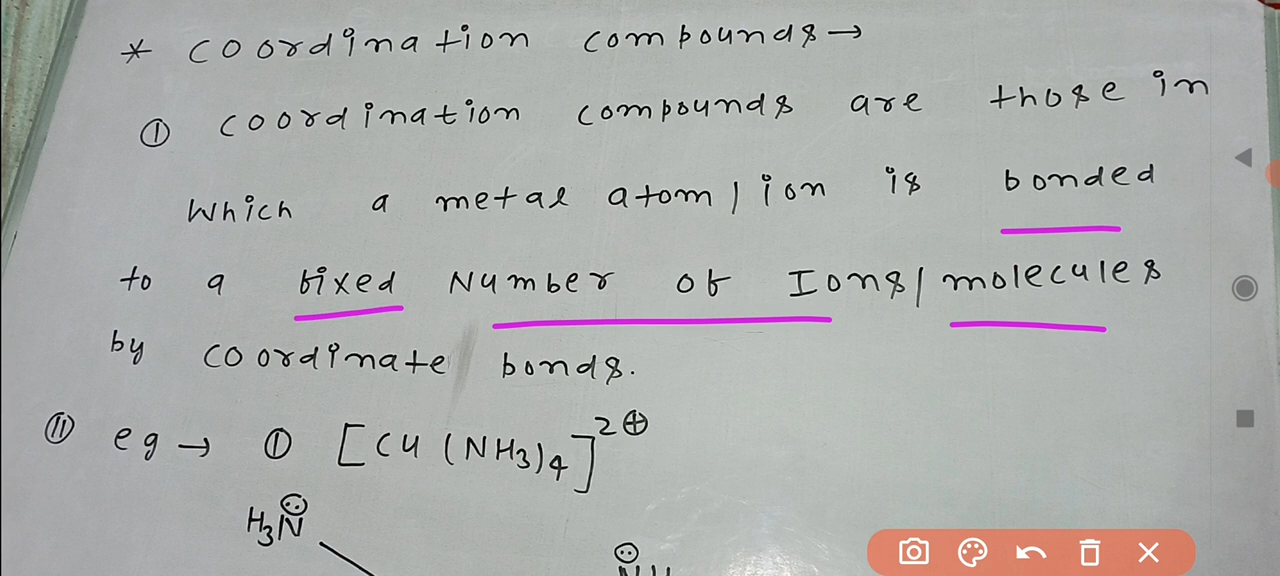 * Coordination compounds →
① Coordination compounds are those in
Which a metal atom / ion is bonded
to a fixed Number of Ions / molecules
by coordinate bonds.
⑪ eg → ① [Cu (NH3)4]2⊕
H3N